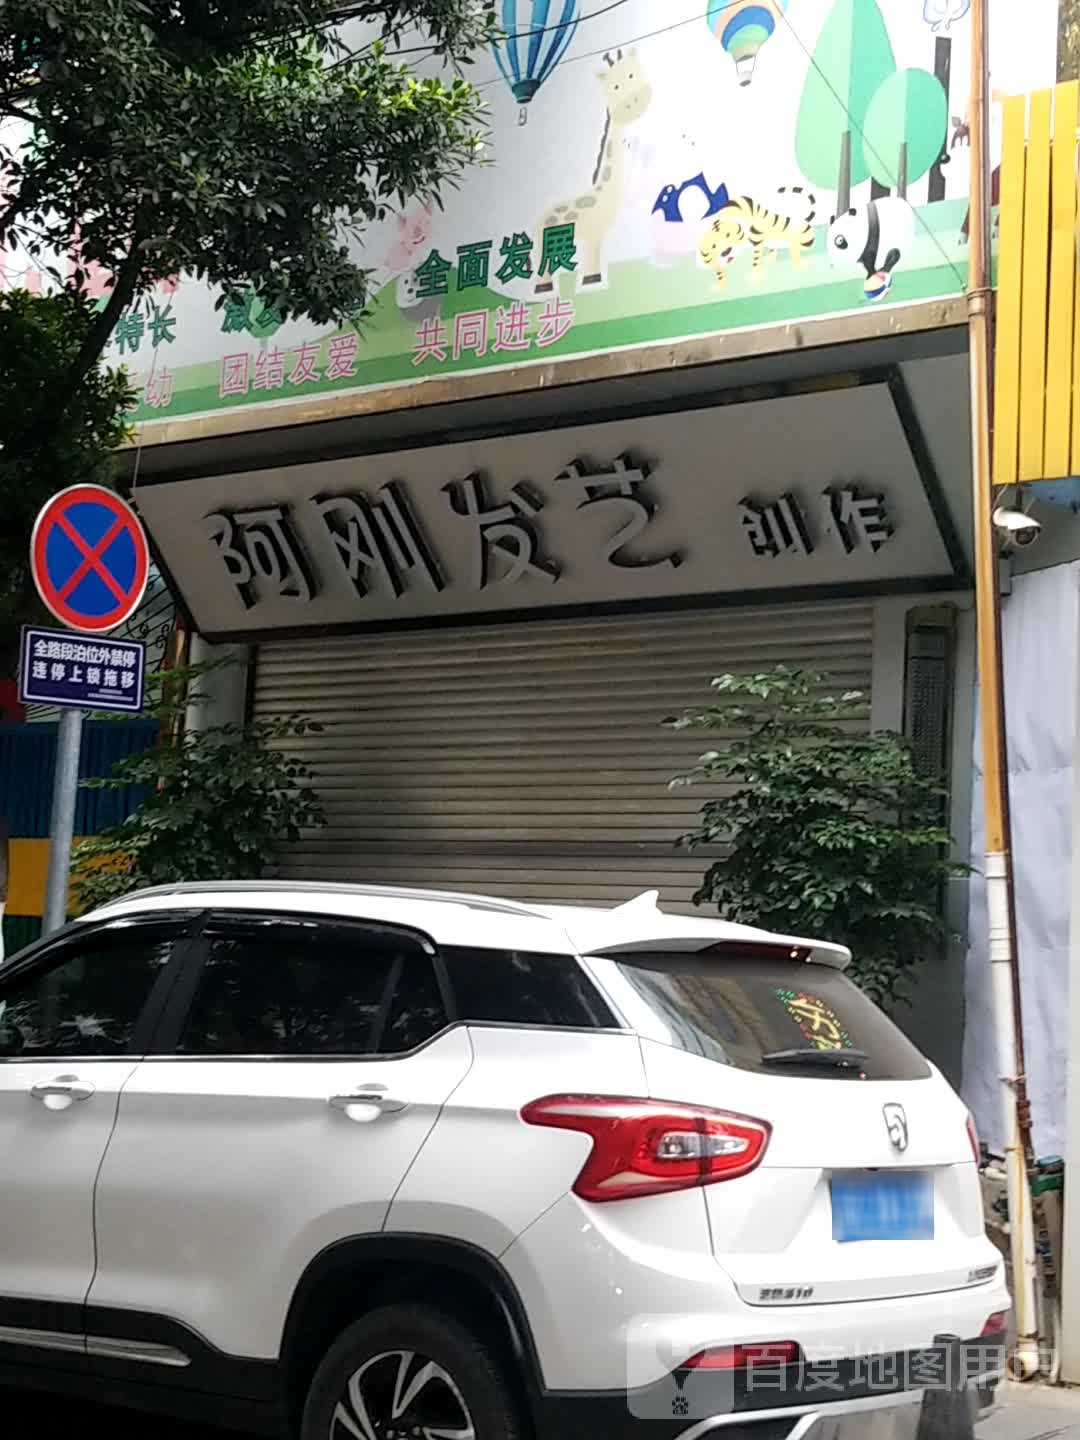 特长 全面发展
幼 团结友爱 共同进步
阿刚发艺 创作
全路段泊位外禁停
违停上锁拖移
百度地图用户